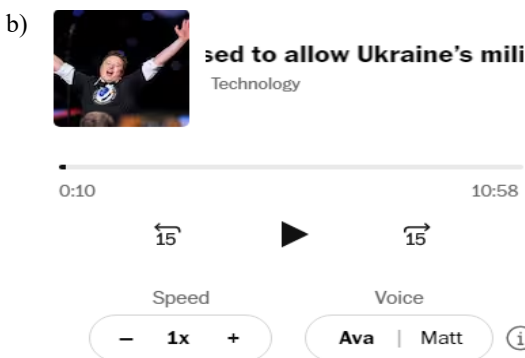 b)
sed to allow Ukraine's mili
Technology
0:10 10:58
15 15
Speed Voice
– 1x + Ava | Matt i